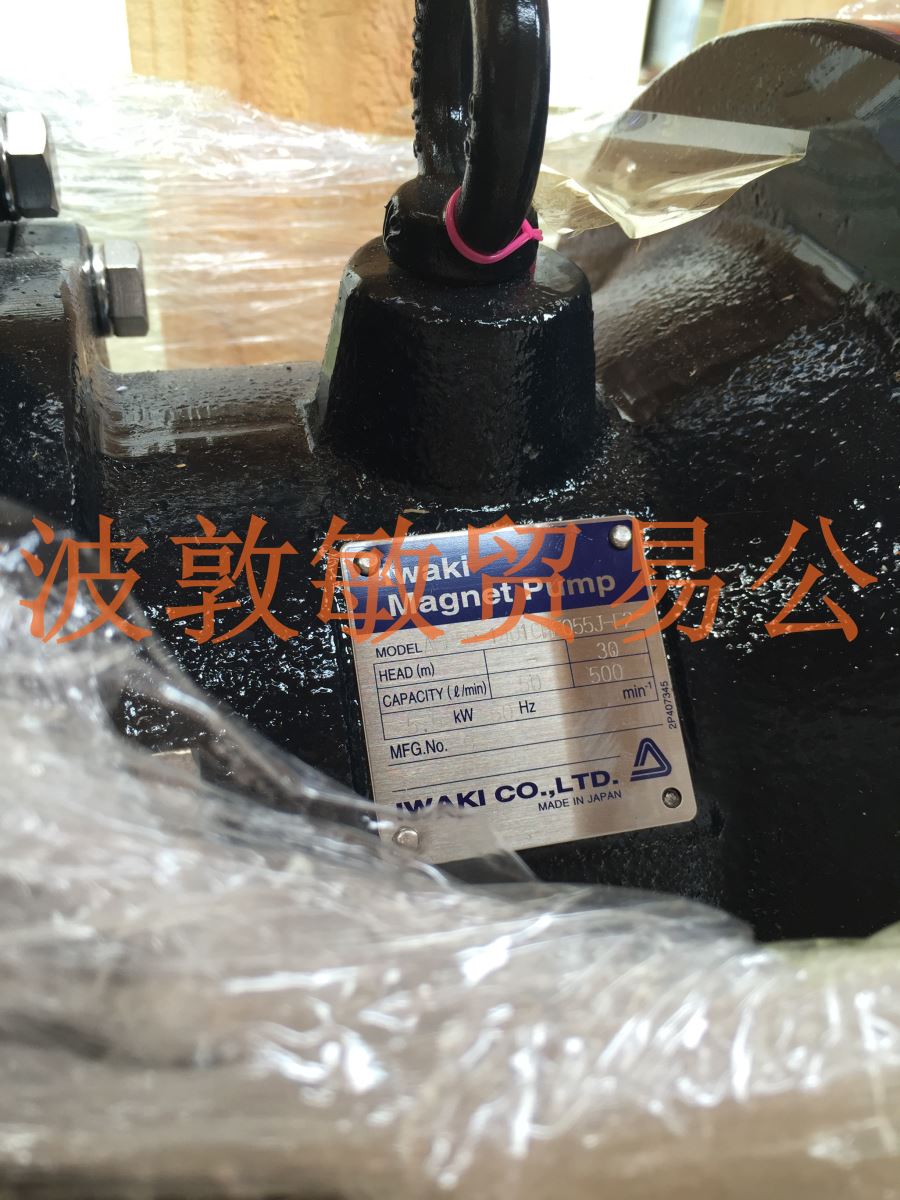 波敦敏贸易公
Iwaki
Magnet Pump
MODEL
HEAD (m) 30
CAPACITY (ℓ/min) 500
kW Hz min⁻¹
MFG.No.
2P407345
IWAKI CO.,LTD.
MADE IN JAPAN